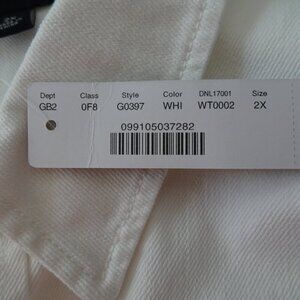 Dept Class Style Color DNL17001 Size
GB2 0F8 G0397 WHI WT0002 2X
099105037282